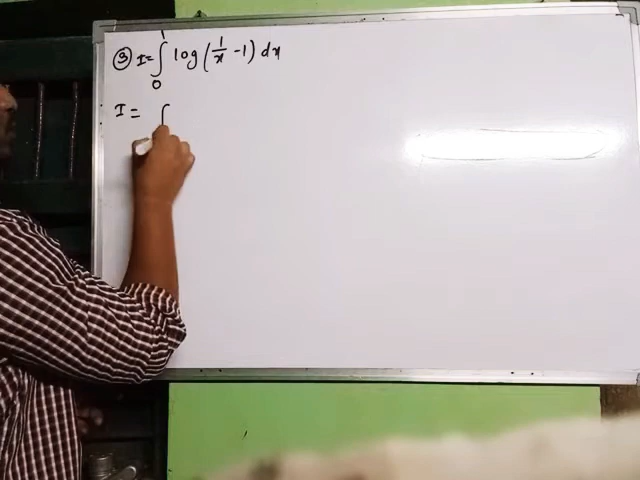 ③ I = ∫₀¹ log(1/x - 1) dx
I = ∫